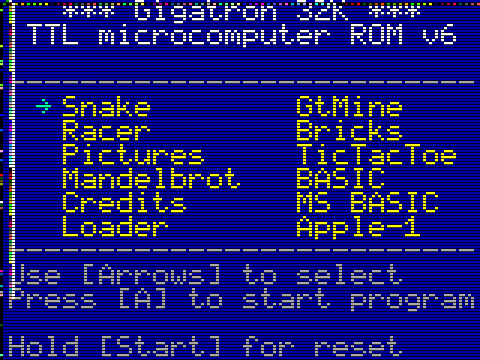 *** Gigatron 32K ***
TTL microcomputer ROM v6
→ Snake GtMine
Racer Bricks
Pictures TicTacToe
Mandelbrot BASIC
Credits MS BASIC
Loader Apple-1
Use [Arrows] to select
Press [A] to start program
Hold [Start] for reset